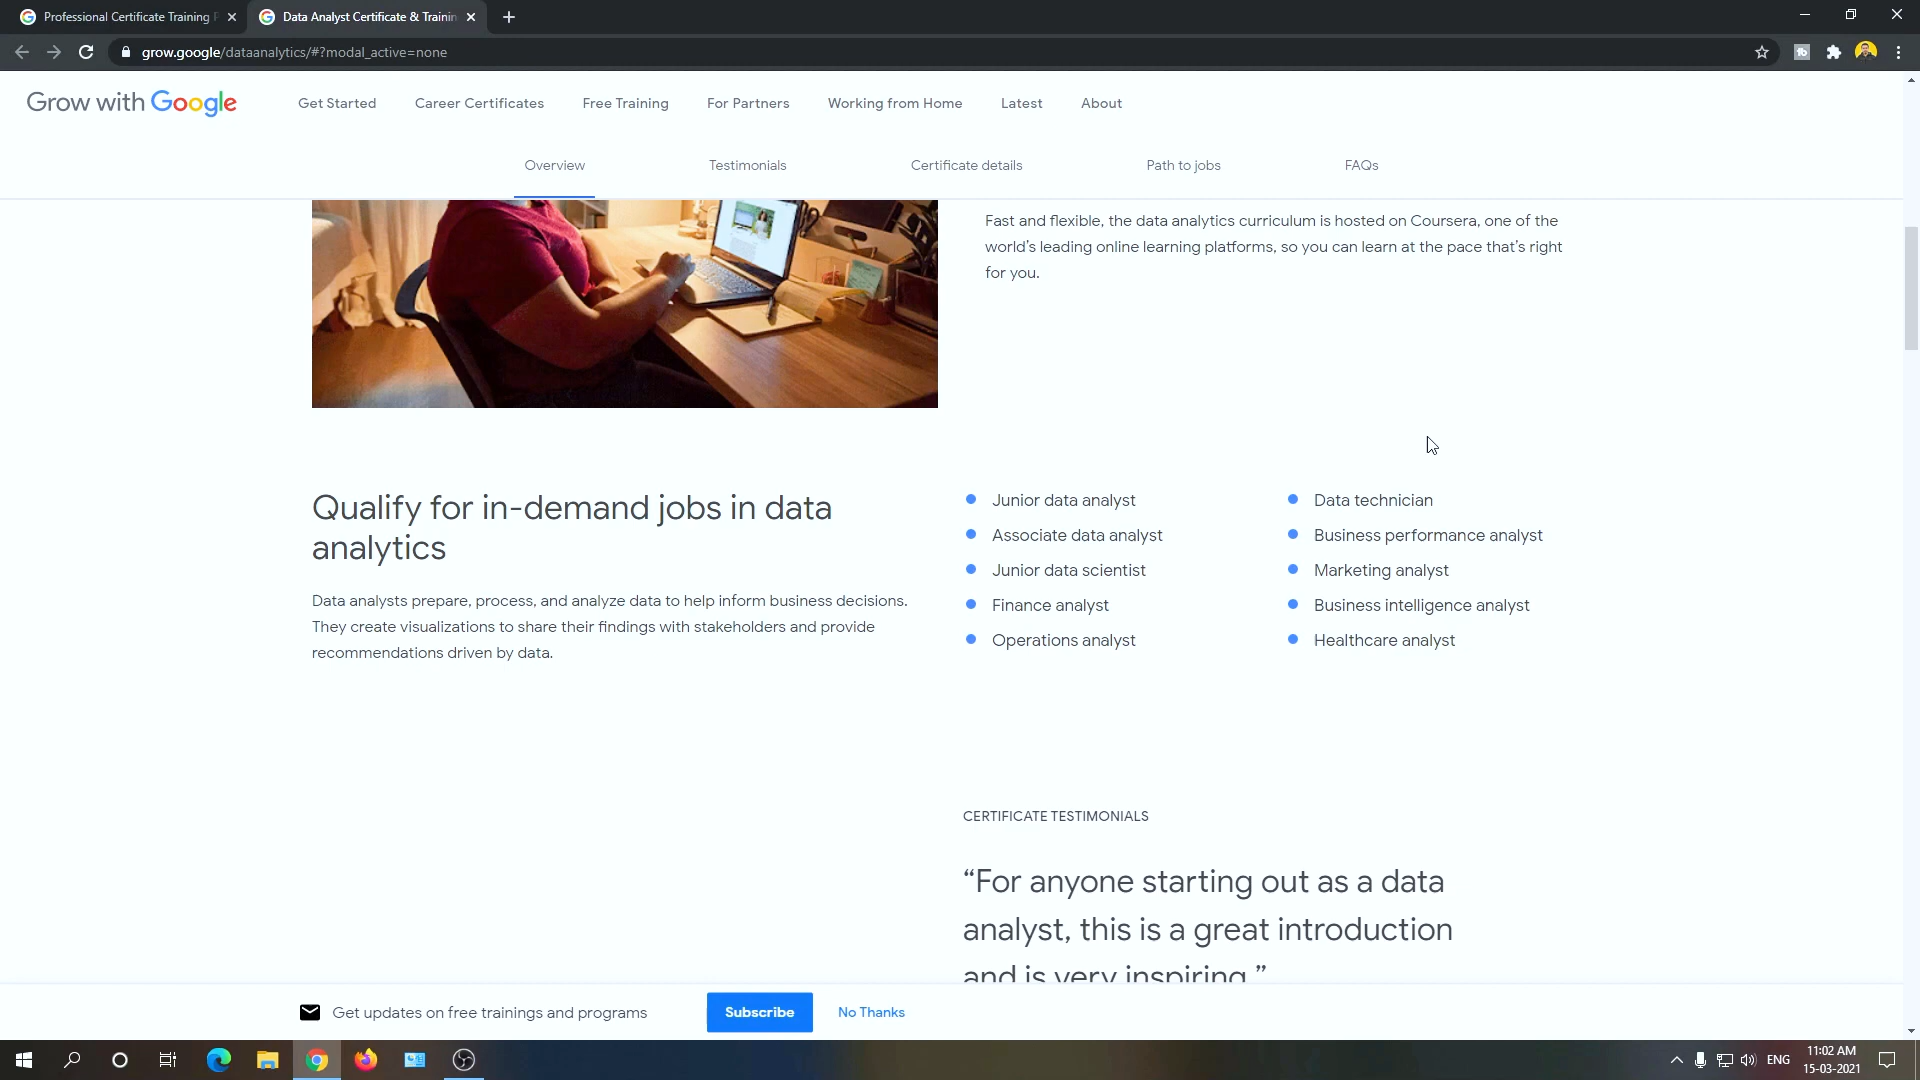 Professional Certificate Training P
Data Analyst Certificate & Trainin
grow.google/dataanalytics/#?modal_active=none
Grow with Google
Get Started
Career Certificates
Free Training
For Partners
Working from Home
Latest
About
Overview
Testimonials
Certificate details
Path to jobs
FAQs
Fast and flexible, the data analytics curriculum is hosted on Coursera, one of the
world's leading online learning platforms, so you can learn at the pace that's right
for you.
Qualify for in-demand jobs in data
analytics
Data analysts prepare, process, and analyze data to help inform business decisions.
They create visualizations to share their findings with stakeholders and provide
recommendations driven by data.
Junior data analyst
Associate data analyst
Junior data scientist
Finance analyst
Operations analyst
Data technician
Business performance analyst
Marketing analyst
Business intelligence analyst
Healthcare analyst
CERTIFICATE TESTIMONIALS
“For anyone starting out as a data
analyst, this is a great introduction
and is very inspiring.”
Get updates on free trainings and programs
Subscribe
No Thanks
ENG
11:02 AM
15-03-2021